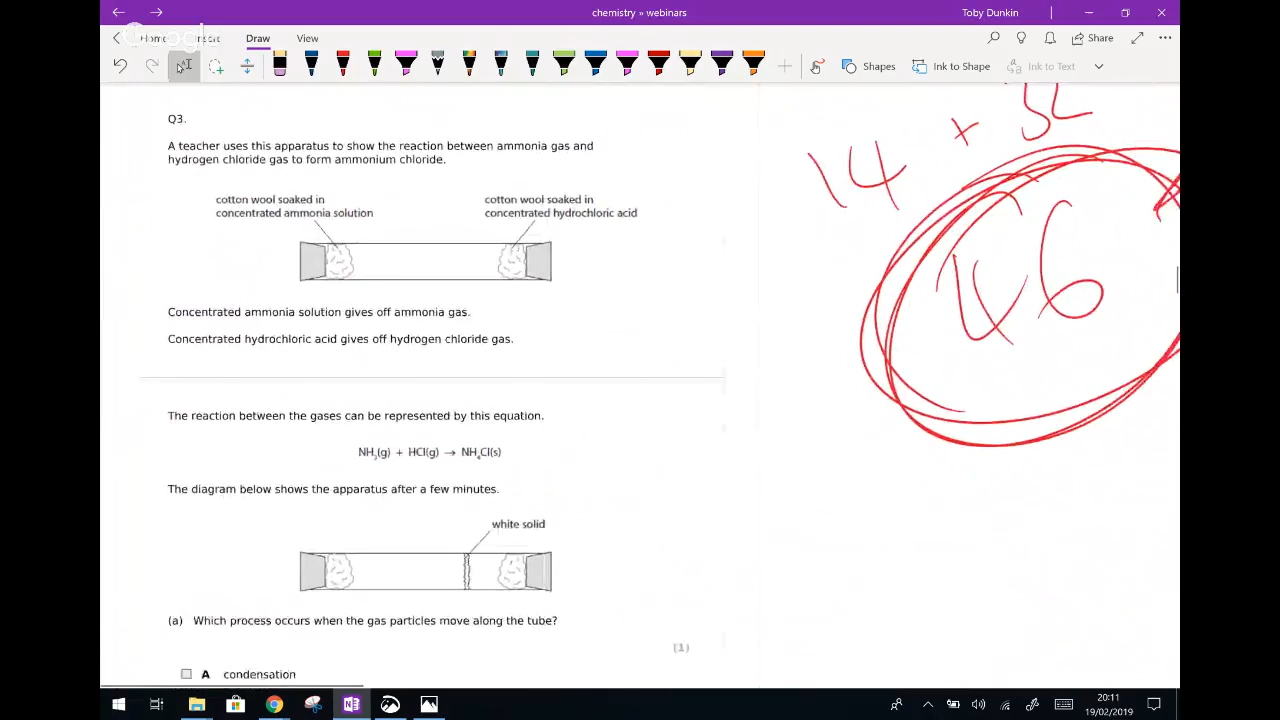 chemistry » webinars
Toby Dunkin
Google
Home
Insert
Draw
View
Share
Shapes
Ink to Shape
Ink to Text
14 + 32
46
Q3.
A teacher uses this apparatus to show the reaction between ammonia gas and
hydrogen chloride gas to form ammonium chloride.
cotton wool soaked in
concentrated ammonia solution
cotton wool soaked in
concentrated hydrochloric acid
Concentrated ammonia solution gives off ammonia gas.
Concentrated hydrochloric acid gives off hydrogen chloride gas.
The reaction between the gases can be represented by this equation.
NH₃(g) + HCl(g) → NH₄Cl(s)
The diagram below shows the apparatus after a few minutes.
white solid
(a) Which process occurs when the gas particles move along the tube?
(1)
A condensation
20:11
19/02/2019